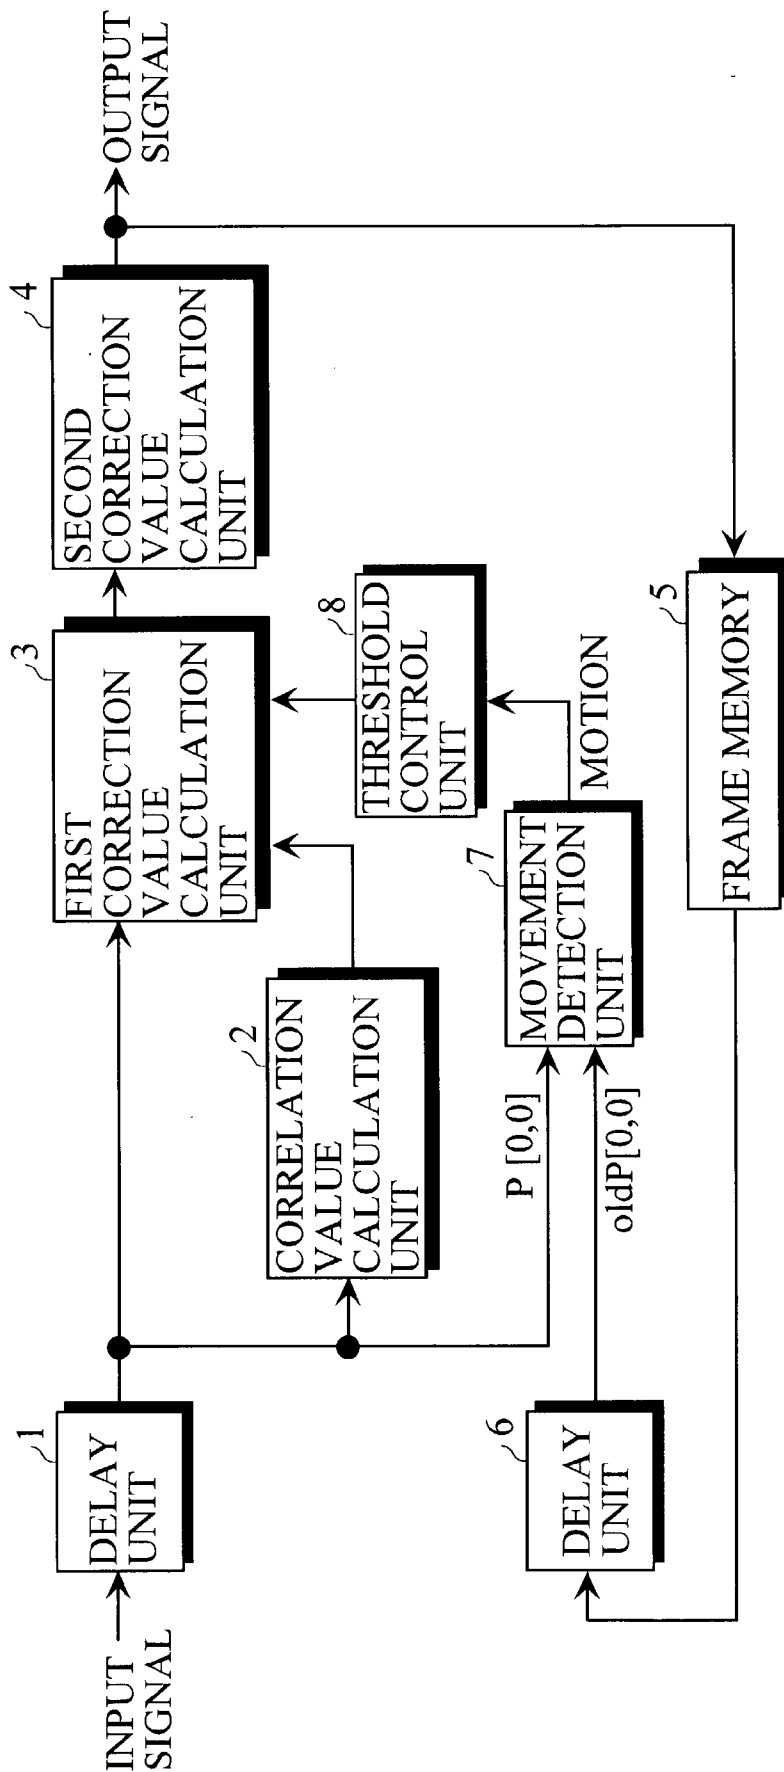 INPUT
SIGNAL
1
DELAY
UNIT
2
CORRELATION
VALUE
CALCULATION
UNIT
3
FIRST
CORRECTION
VALUE
CALCULATION
UNIT
4
SECOND
CORRECTION
VALUE
CALCULATION
UNIT
OUTPUT
SIGNAL
8
THRESHOLD
CONTROL
UNIT
MOTION
7
MOVEMENT
DETECTION
UNIT
P [0,0]
oldP[0,0]
6
DELAY
UNIT
5
FRAME MEMORY